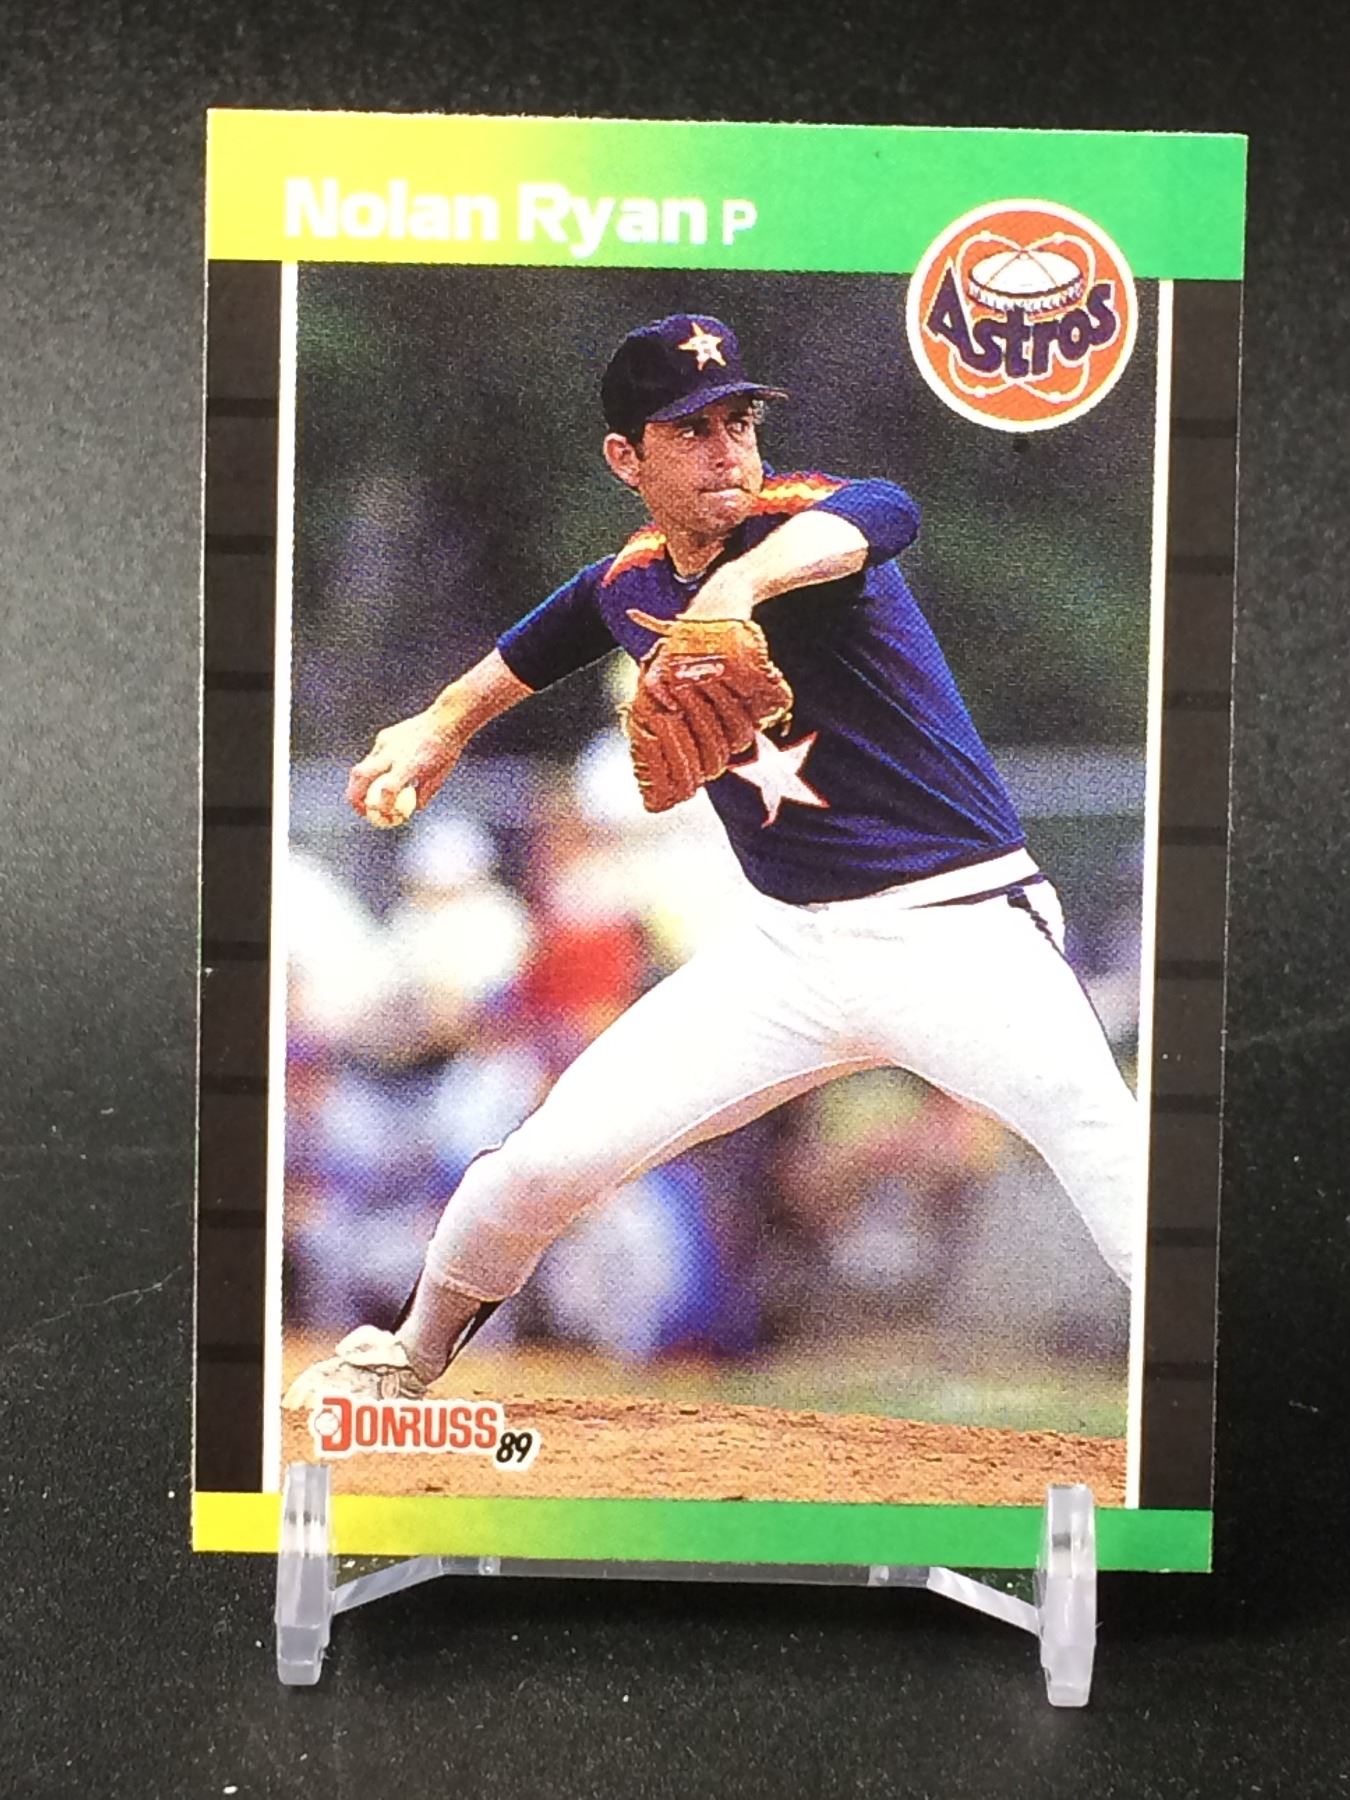 Nolan Ryan P
Astros
H
DONRUSS 89